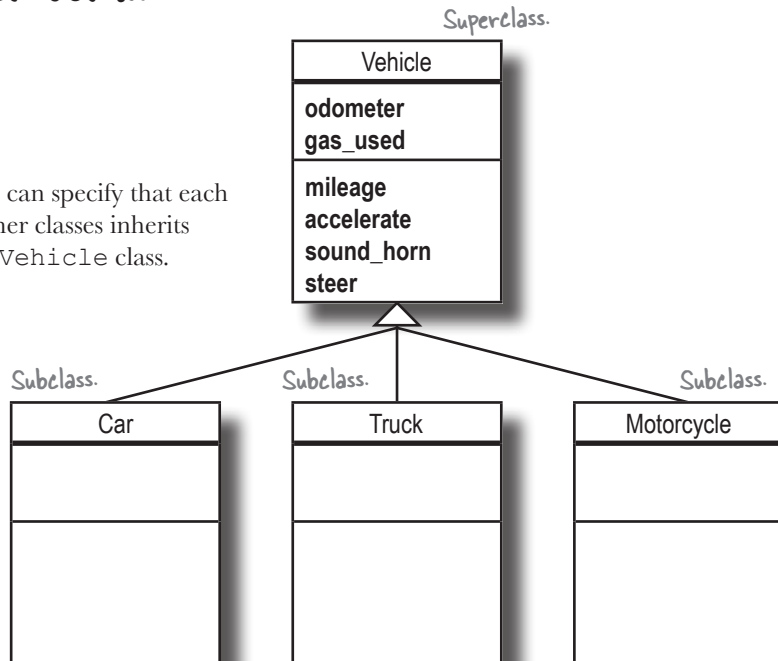 Superclass.
Vehicle
odometer
gas_used
can specify that each
classes inherits
Vehicle class.
mileage
accelerate
sound_horn
steer
Subclass.
Subclass.
Subclass.
Car
Truck
Motorcycle